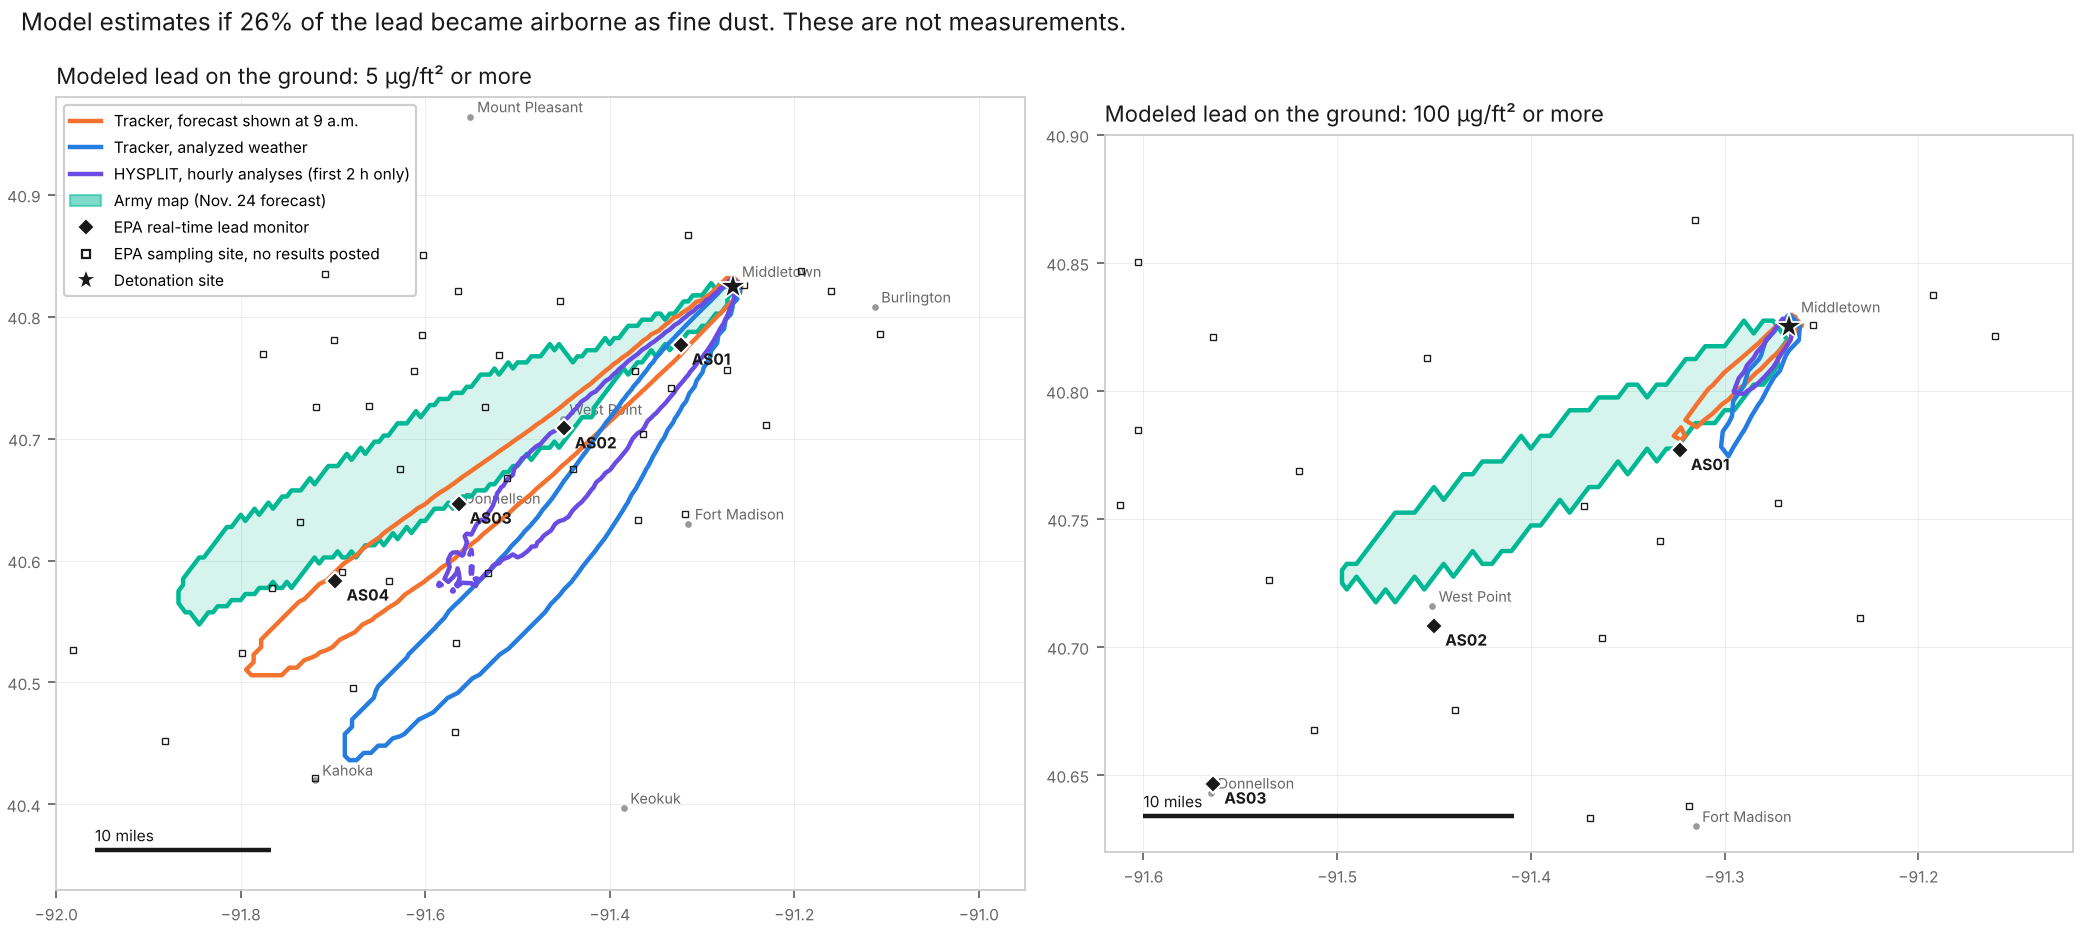 Model estimates if 26% of the lead became airborne as fine dust. These are not measurements.
Modeled lead on the ground: 5 µg/ft² or more
Tracker, forecast shown at 9 a.m.
Tracker, analyzed weather
HYSPLIT, hourly analyses (first 2 h only)
Army map (Nov. 24 forecast)
EPA real-time lead monitor
EPA sampling site, no results posted
Detonation site
Mount Pleasant
Middletown
Burlington
AS01
West Point
AS02
Donnellson
AS03
Fort Madison
AS04
Kahoka
Keokuk
10 miles
40.9
40.8
40.7
40.6
40.5
40.4
−92.0
−91.8
−91.6
−91.4
−91.2
−91.0
Modeled lead on the ground: 100 µg/ft² or more
Middletown
AS01
West Point
AS02
Donnellson
AS03
10 miles
Fort Madison
40.90
40.85
40.80
40.75
40.70
40.65
−91.6
−91.5
−91.4
−91.3
−91.2